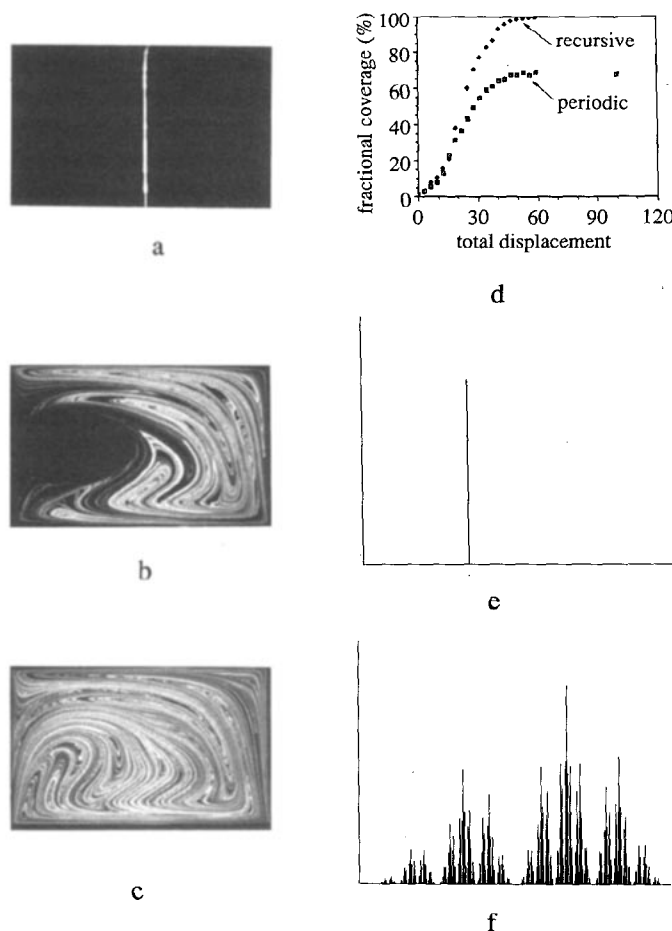 a
b
c
fractional coverage (%)
100
80
60
40
20
0
0 30 60 90 120
total displacement
recursive
periodic
d
e
f